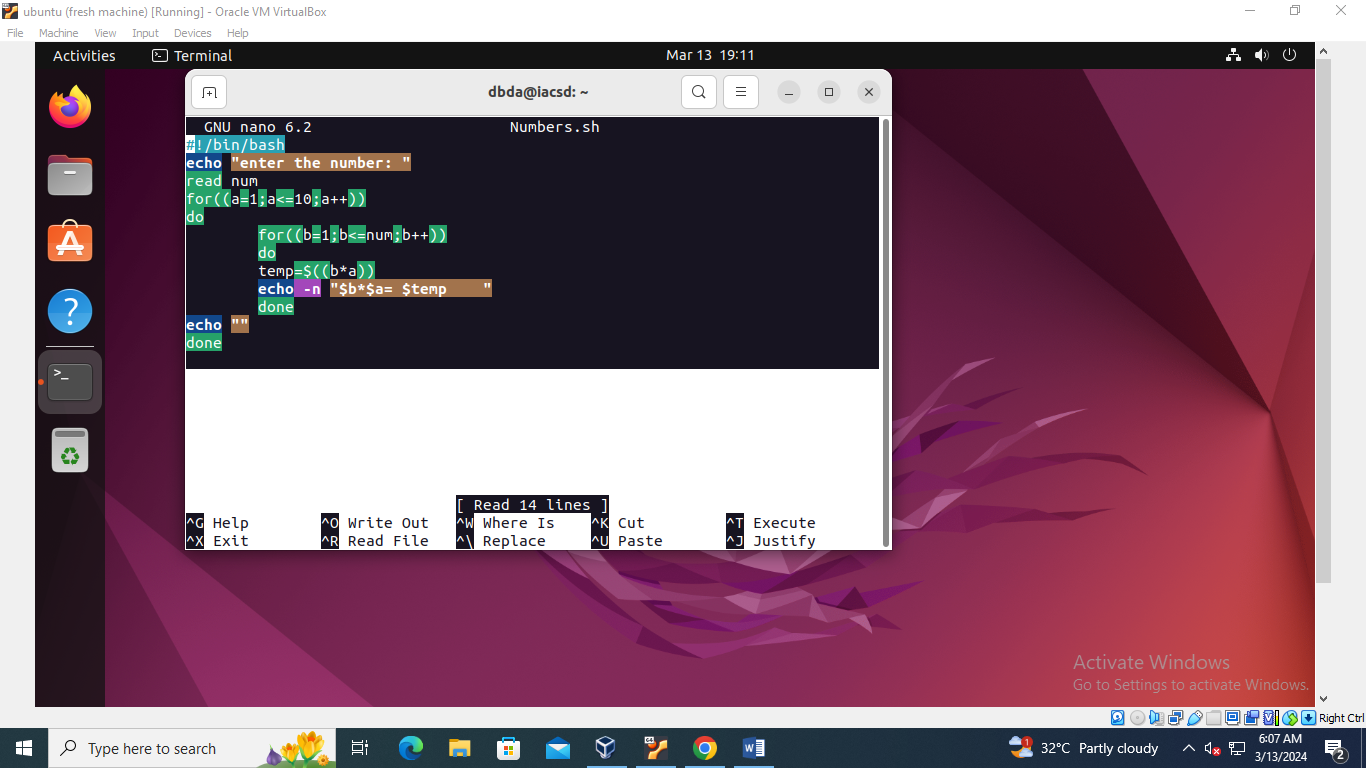 ubuntu (fresh machine) [Running] - Oracle VM VirtualBox
File Machine View Input Devices Help
Activities Terminal Mar 13 19:11
dbda@iacsd: ~
GNU nano 6.2 Numbers.sh
#!/bin/bash
echo "enter the number: "
read num
for((a=1;a<=10;a++))
do
for((b=1;b<=num;b++))
do
temp=$((b*a))
echo -n "$b*$a= $temp    "
done
echo ""
done
[ Read 14 lines ]
^G Help ^O Write Out ^W Where Is ^K Cut ^T Execute
^X Exit ^R Read File ^\ Replace ^U Paste ^J Justify
Activate Windows
Go to Settings to activate Windows.
Right Ctrl
Type here to search
1
32°C Partly cloudy
6:07 AM
3/13/2024
2